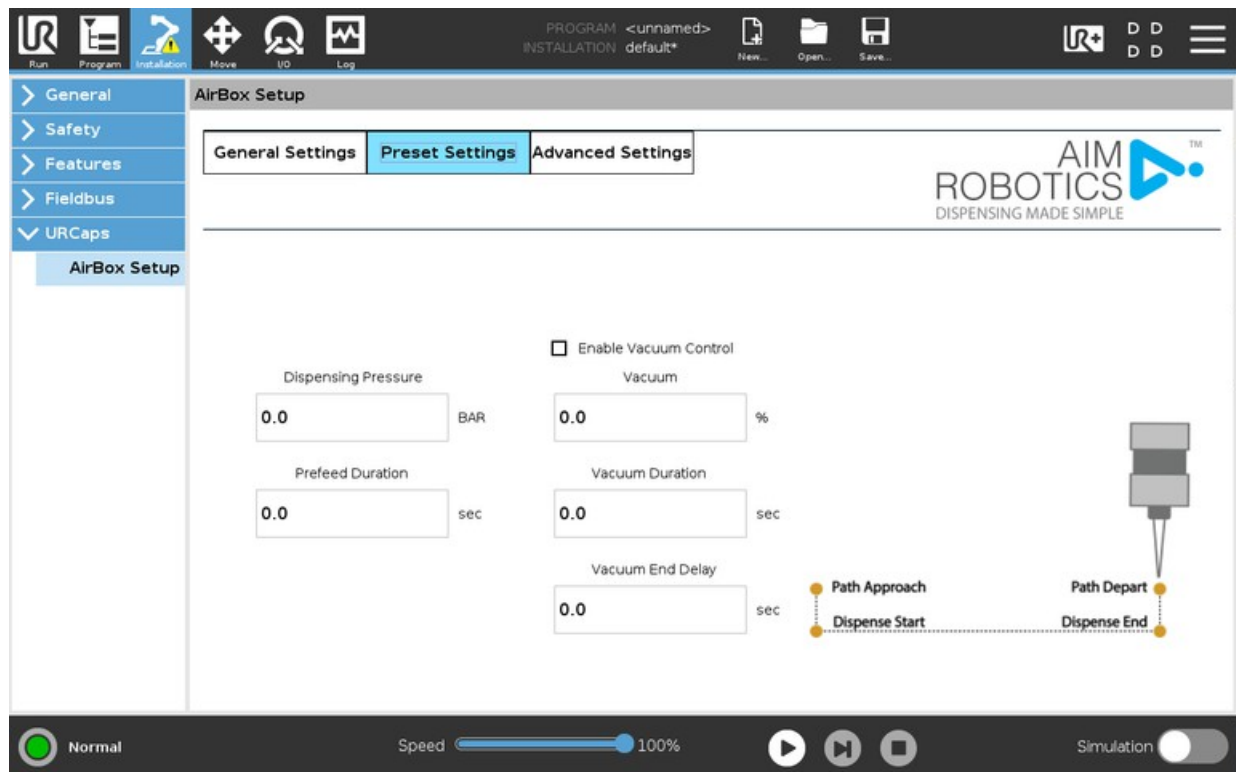 PROGRAM <unnamed>
INSTALLATION default*
Run Program Installation Move I/O Log New... Open... Save...
UR+
D D
D D
General
Safety
Features
Fieldbus
URCaps
AirBox Setup
AirBox Setup
General Settings Preset Settings Advanced Settings
AIM
ROBOTICS
TM
DISPENSING MADE SIMPLE
Enable Vacuum Control
Dispensing Pressure
0.0 BAR
Vacuum
0.0 %
Prefeed Duration
0.0 sec
Vacuum Duration
0.0 sec
Vacuum End Delay
0.0 sec
Path Approach Path Depart
Dispense Start Dispense End
Normal Speed 100% Simulation